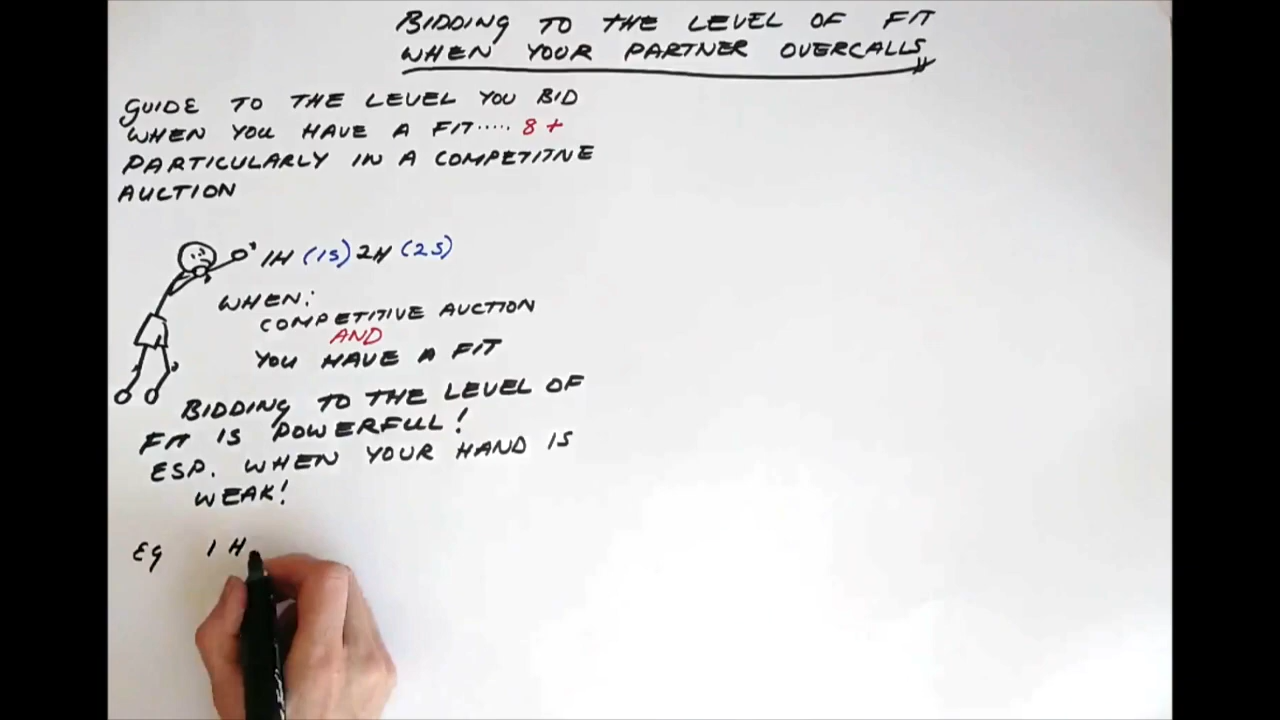 BIDDING TO THE LEVEL OF FIT
WHEN YOUR PARTNER OVERCALLS
GUIDE TO THE LEVEL YOU BID
WHEN YOU HAVE A FIT..... 8+
PARTICULARLY IN A COMPETITIVE
AUCTION
1H (1S) 2H (2S)
WHEN:
COMPETITIVE AUCTION
AND
YOU HAVE A FIT
BIDDING TO THE LEVEL OF
FIT IS POWERFUL!
ESP. WHEN YOUR HAND IS
WEAK!
Eg 1H